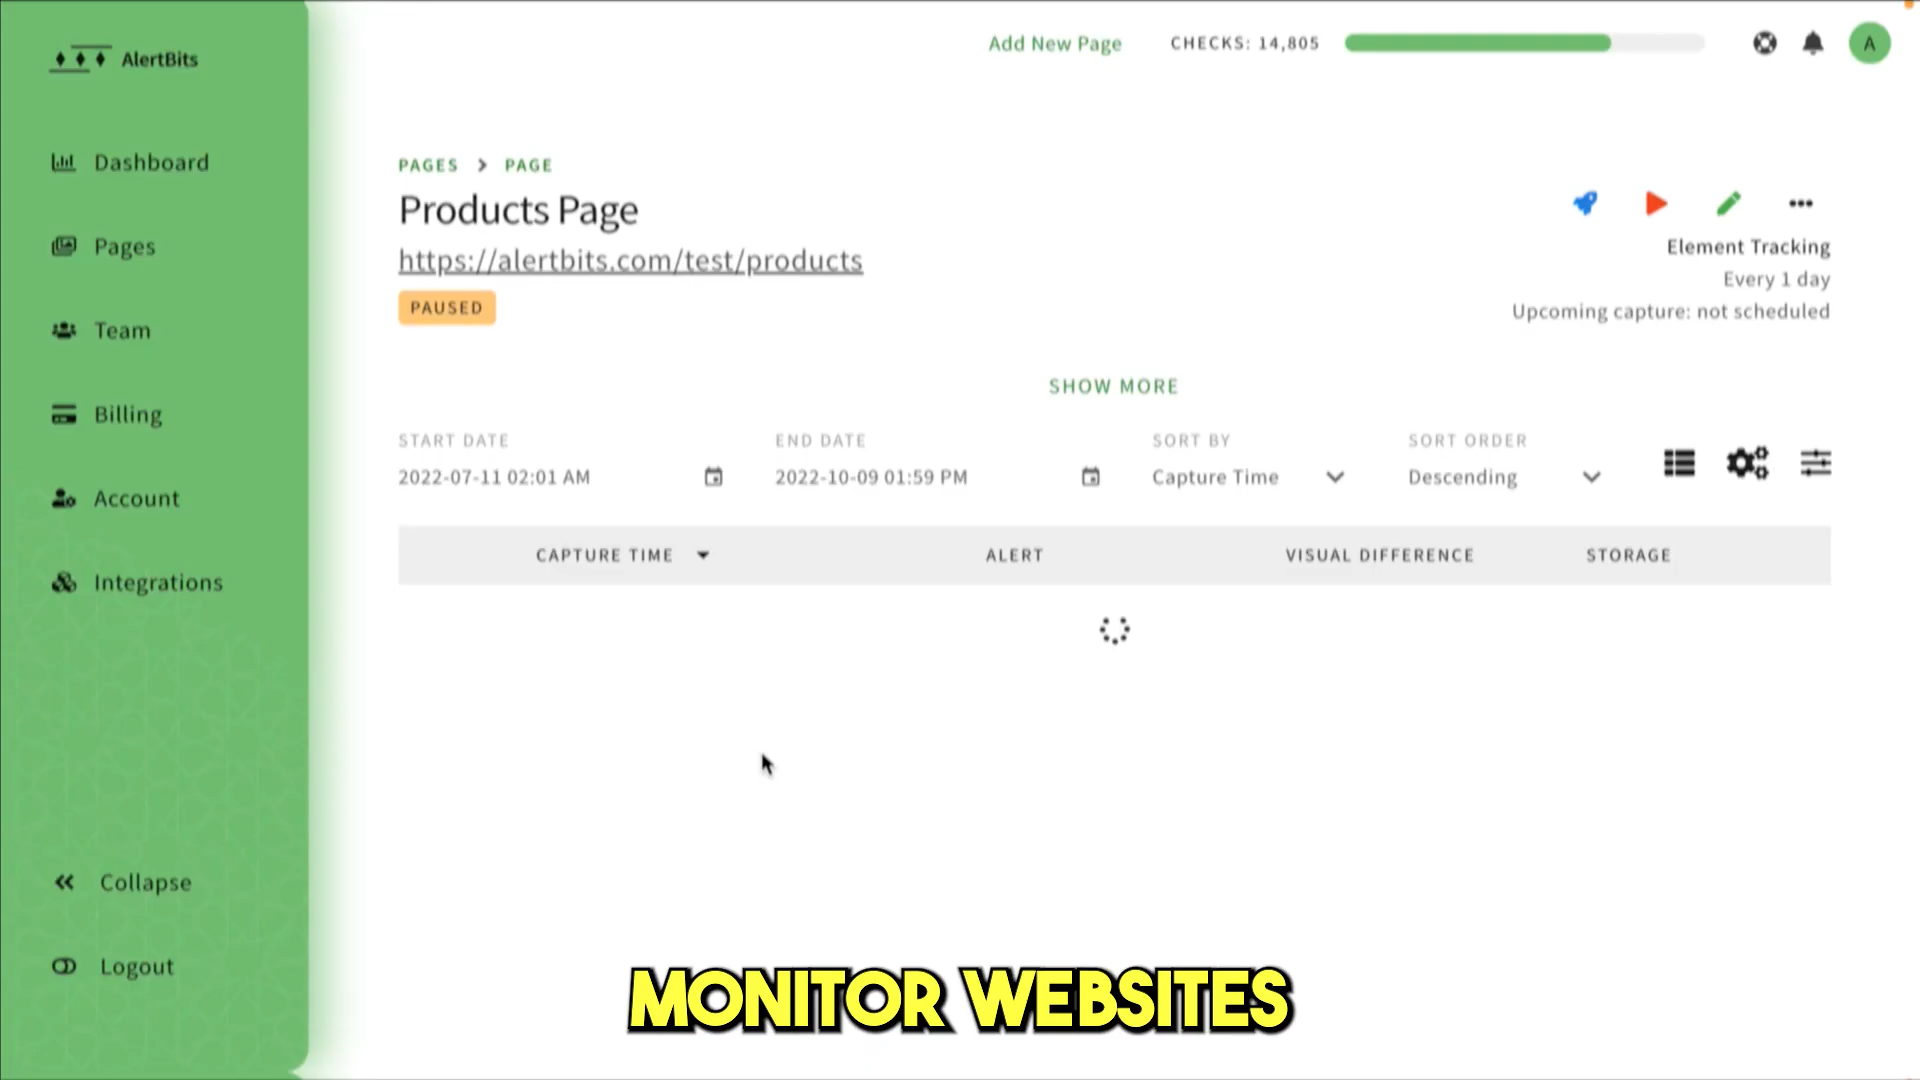 AlertBits
Add New Page
CHECKS: 14,805
A
Dashboard
Pages
Team
Billing
Account
Integrations
Collapse
Logout
PAGES > PAGE
Products Page
https://alertbits.com/test/products
PAUSED
Element Tracking
Every 1 day
Upcoming capture: not scheduled
SHOW MORE
START DATE
2022-07-11 02:01 AM
END DATE
2022-10-09 01:59 PM
SORT BY
Capture Time
SORT ORDER
Descending
CAPTURE TIME ALERT VISUAL DIFFERENCE STORAGE
MONITOR WEBSITES